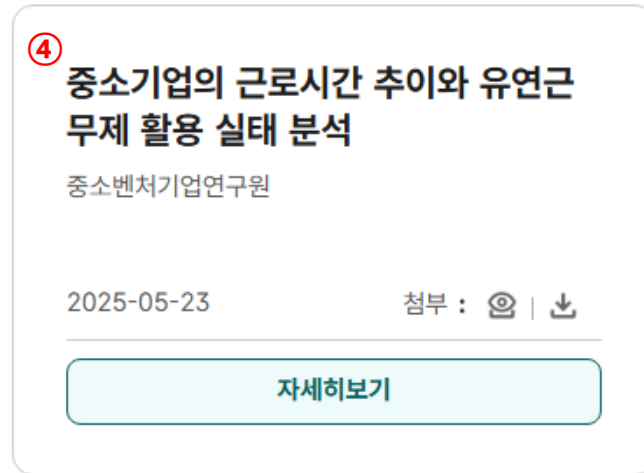 ④
중소기업의 근로시간 추이와 유연근
무제 활용 실태 분석
중소벤처기업연구원
2025-05-23 첨부 : |
자세히보기